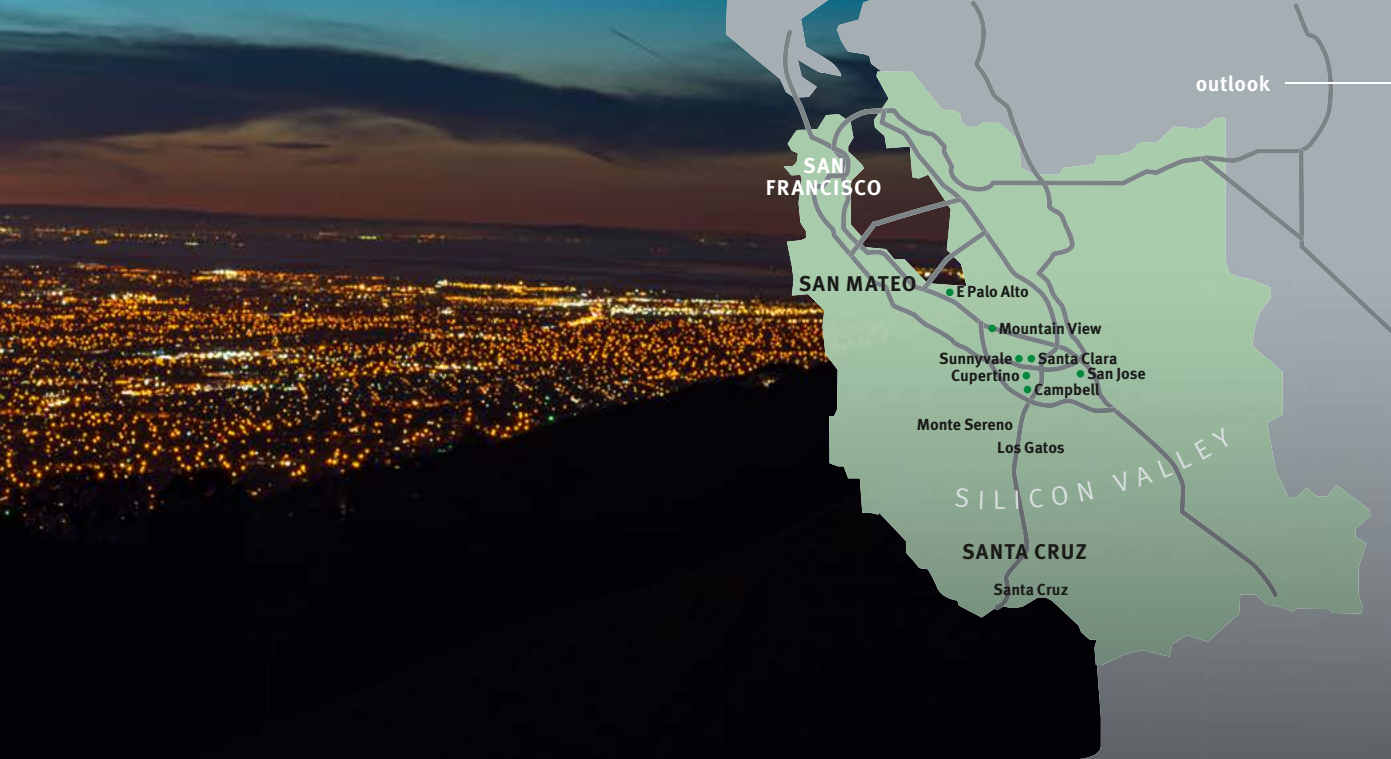 outlook
SAN
FRANCISCO
SAN MATEO
E Palo Alto
Mountain View
Sunnyvale
Santa Clara
Cupertino
San Jose
Campbell
Monte Sereno
Los Gatos
SILICON VALLEY
SANTA CRUZ
Santa Cruz